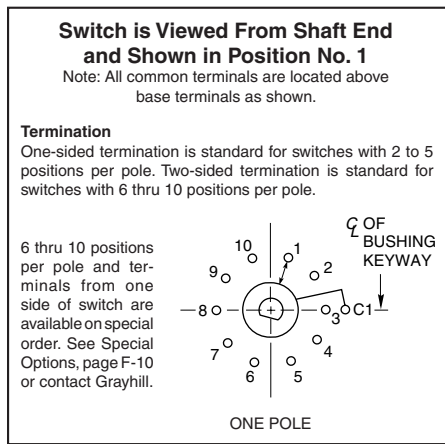 Switch is Viewed From Shaft End
and Shown in Position No. 1
Note: All common terminals are located above
base terminals as shown.
Termination
One-sided termination is standard for switches with 2 to 5
positions per pole. Two-sided termination is standard for
switches with 6 thru 10 positions per pole.
6 thru 10 positions
per pole and ter-
minals from one
side of switch are
available on special
order. See Special
Options, page F-10
or contact Grayhill.
℄ OF
BUSHING
KEYWAY
10
1
9
2
8
3
C1
7
4
6
5
ONE POLE